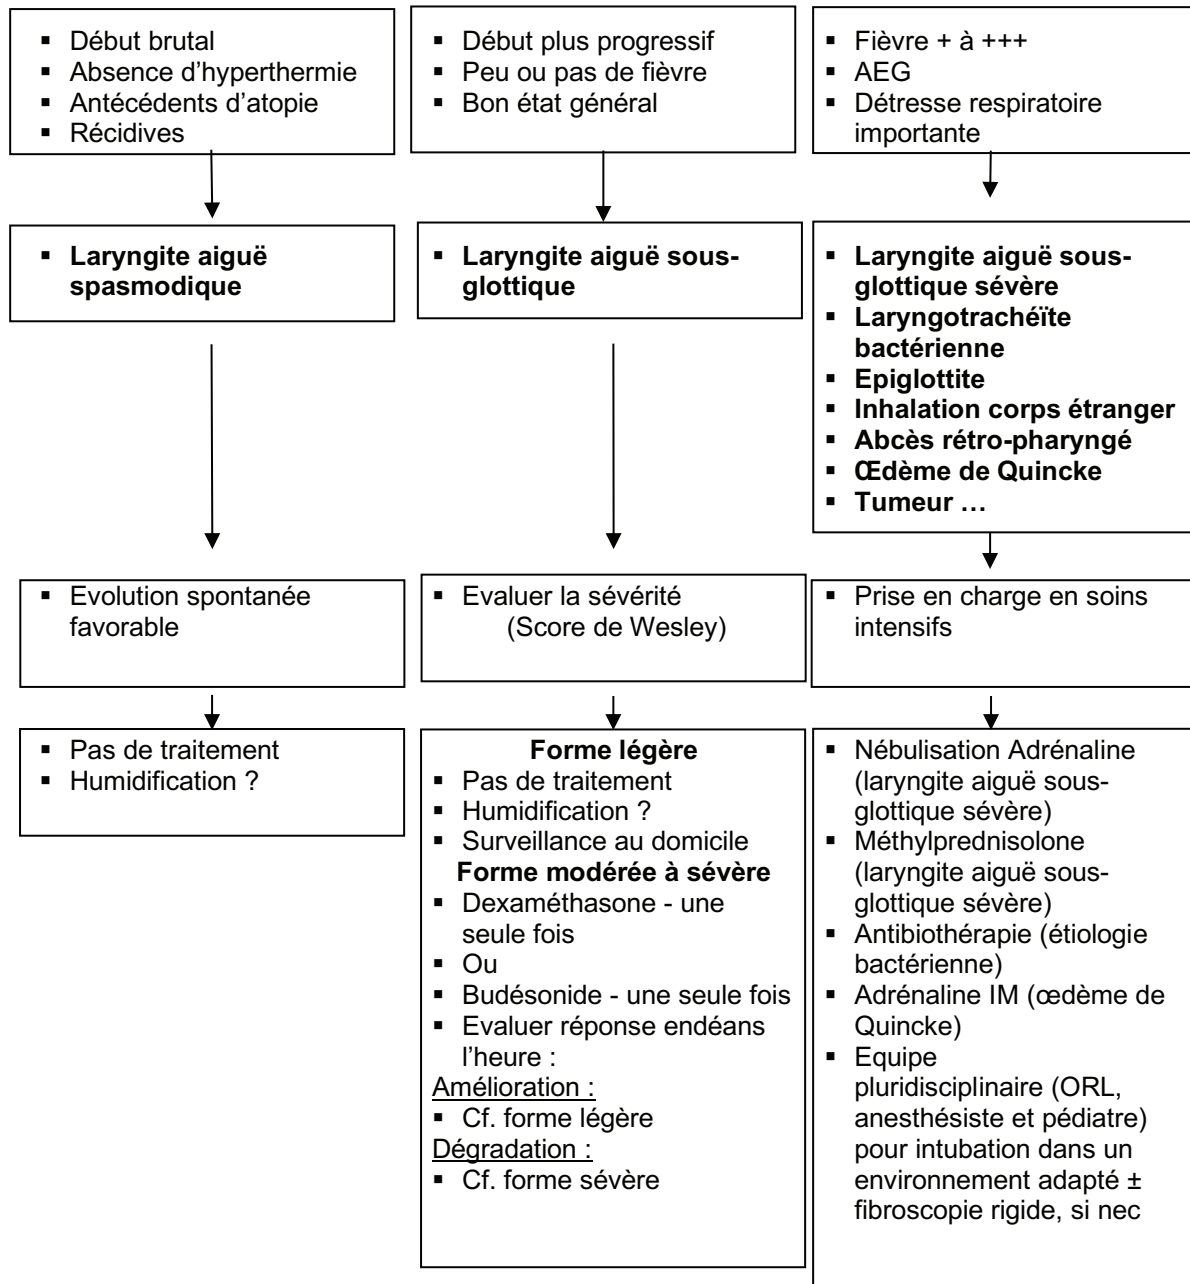 ▪ Début brutal
▪ Absence d'hyperthermie
▪ Antécédents d'atopie
▪ Récidives
▪ Début plus progressif
▪ Peu ou pas de fièvre
▪ Bon état général
▪ Fièvre + à +++
▪ AEG
▪ Détresse respiratoire
importante
▪ Laryngite aiguë
spasmodique
▪ Laryngite aiguë sous-
glottique
▪ Laryngite aiguë sous-
glottique sévère
▪ Laryngotrachéïte
bactérienne
▪ Epiglottite
▪ Inhalation corps étranger
▪ Abcès rétro-pharyngé
▪ Œdème de Quincke
▪ Tumeur …
▪ Evolution spontanée
favorable
▪ Evaluer la sévérité
(Score de Wesley)
▪ Prise en charge en soins
intensifs
▪ Pas de traitement
▪ Humidification ?
Forme légère
▪ Pas de traitement
▪ Humidification ?
▪ Surveillance au domicile
Forme modérée à sévère
▪ Dexaméthasone - une
seule fois
▪ Ou
▪ Budésonide - une seule fois
▪ Evaluer réponse endéans
l'heure :
Amélioration :
▪ Cf. forme légère
Dégradation :
▪ Cf. forme sévère
▪ Nébulisation Adrénaline
(laryngite aiguë sous-
glottique sévère)
▪ Méthylprednisolone
(laryngite aiguë sous-
glottique sévère)
▪ Antibiothérapie (étiologie
bactérienne)
▪ Adrénaline IM (œdème de
Quincke)
▪ Equipe
pluridisciplinaire (ORL,
anesthésiste et pédiatre)
pour intubation dans un
environnement adapté ±
fibroscopie rigide, si nec